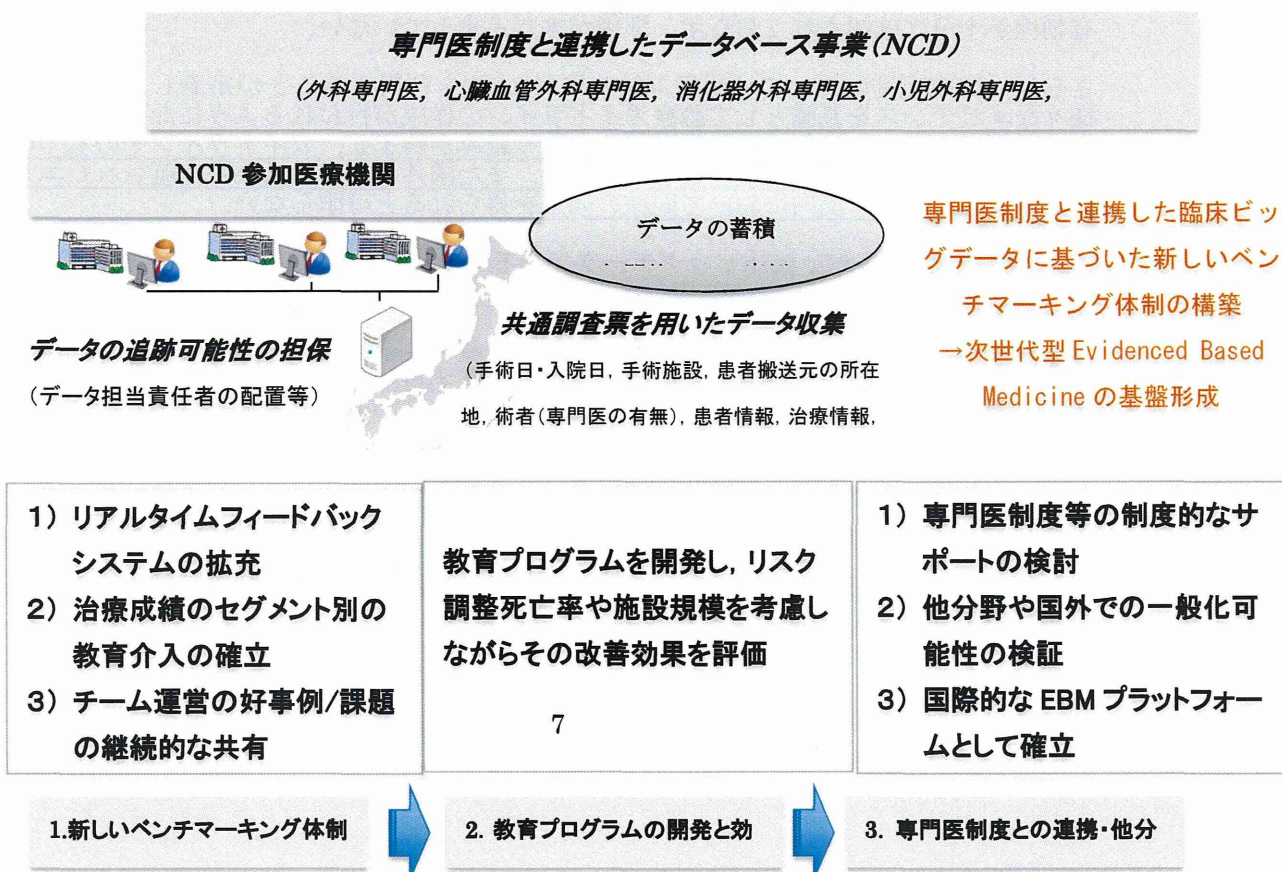 専門医制度と連携したデータベース事業(NCD)
(外科専門医, 心臓血管外科専門医, 消化器外科専門医, 小児外科専門医,
NCD 参加医療機関
データの蓄積
専門医制度と連携した臨床ビッ
グデータに基づいた新しいベン
チマーキング体制の構築
→次世代型 Evidenced Based
Medicine の基盤形成
データの追跡可能性の担保
(データ担当責任者の配置等)
共通調査票を用いたデータ収集
(手術日・入院日, 手術施設, 患者搬送元の所在
地, 術者(専門医の有無), 患者情報, 治療情報,
1) リアルタイムフィードバック
システムの拡充
2) 治療成績のセグメント別の
教育介入の確立
3) チーム運営の好事例/課題
の継続的な共有
教育プログラムを開発し, リスク
調整死亡率や施設規模を考慮し
ながらその改善効果を評価
7
1) 専門医制度等の制度的なサ
ポートの検討
2) 他分野や国外での一般化可
能性の検証
3) 国際的な EBM プラットフォー
ムとして確立
1.新しいベンチマーキング体制
2. 教育プログラムの開発と効
3. 専門医制度との連携・他分